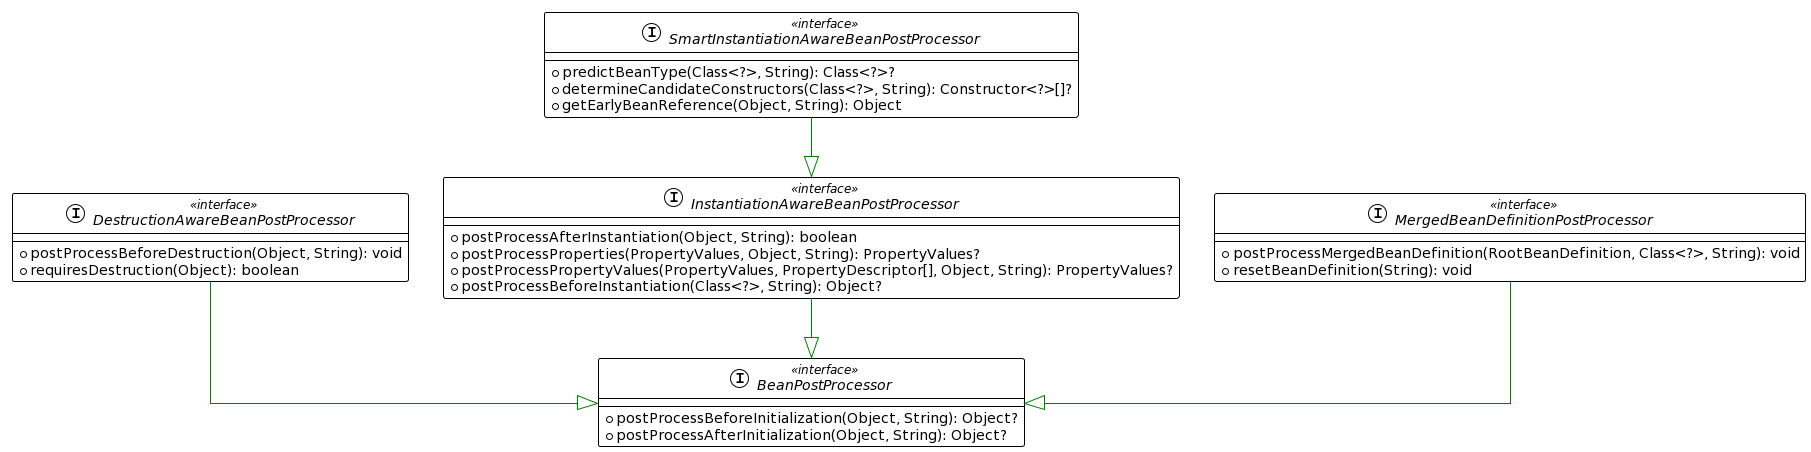 «interface»
I SmartInstantiationAwareBeanPostProcessor
predictBeanType(Class<?>, String): Class<?>?
determineCandidateConstructors(Class<?>, String): Constructor<?>[]?
getEarlyBeanReference(Object, String): Object
«interface»
I DestructionAwareBeanPostProcessor
postProcessBeforeDestruction(Object, String): void
requiresDestruction(Object): boolean
«interface»
I InstantiationAwareBeanPostProcessor
postProcessAfterInstantiation(Object, String): boolean
postProcessProperties(PropertyValues, Object, String): PropertyValues?
postProcessPropertyValues(PropertyValues, PropertyDescriptor[], Object, String): PropertyValues?
postProcessBeforeInstantiation(Class<?>, String): Object?
«interface»
I MergedBeanDefinitionPostProcessor
postProcessMergedBeanDefinition(RootBeanDefinition, Class<?>, String): void
resetBeanDefinition(String): void
«interface»
I BeanPostProcessor
postProcessBeforeInitialization(Object, String): Object?
postProcessAfterInitialization(Object, String): Object?